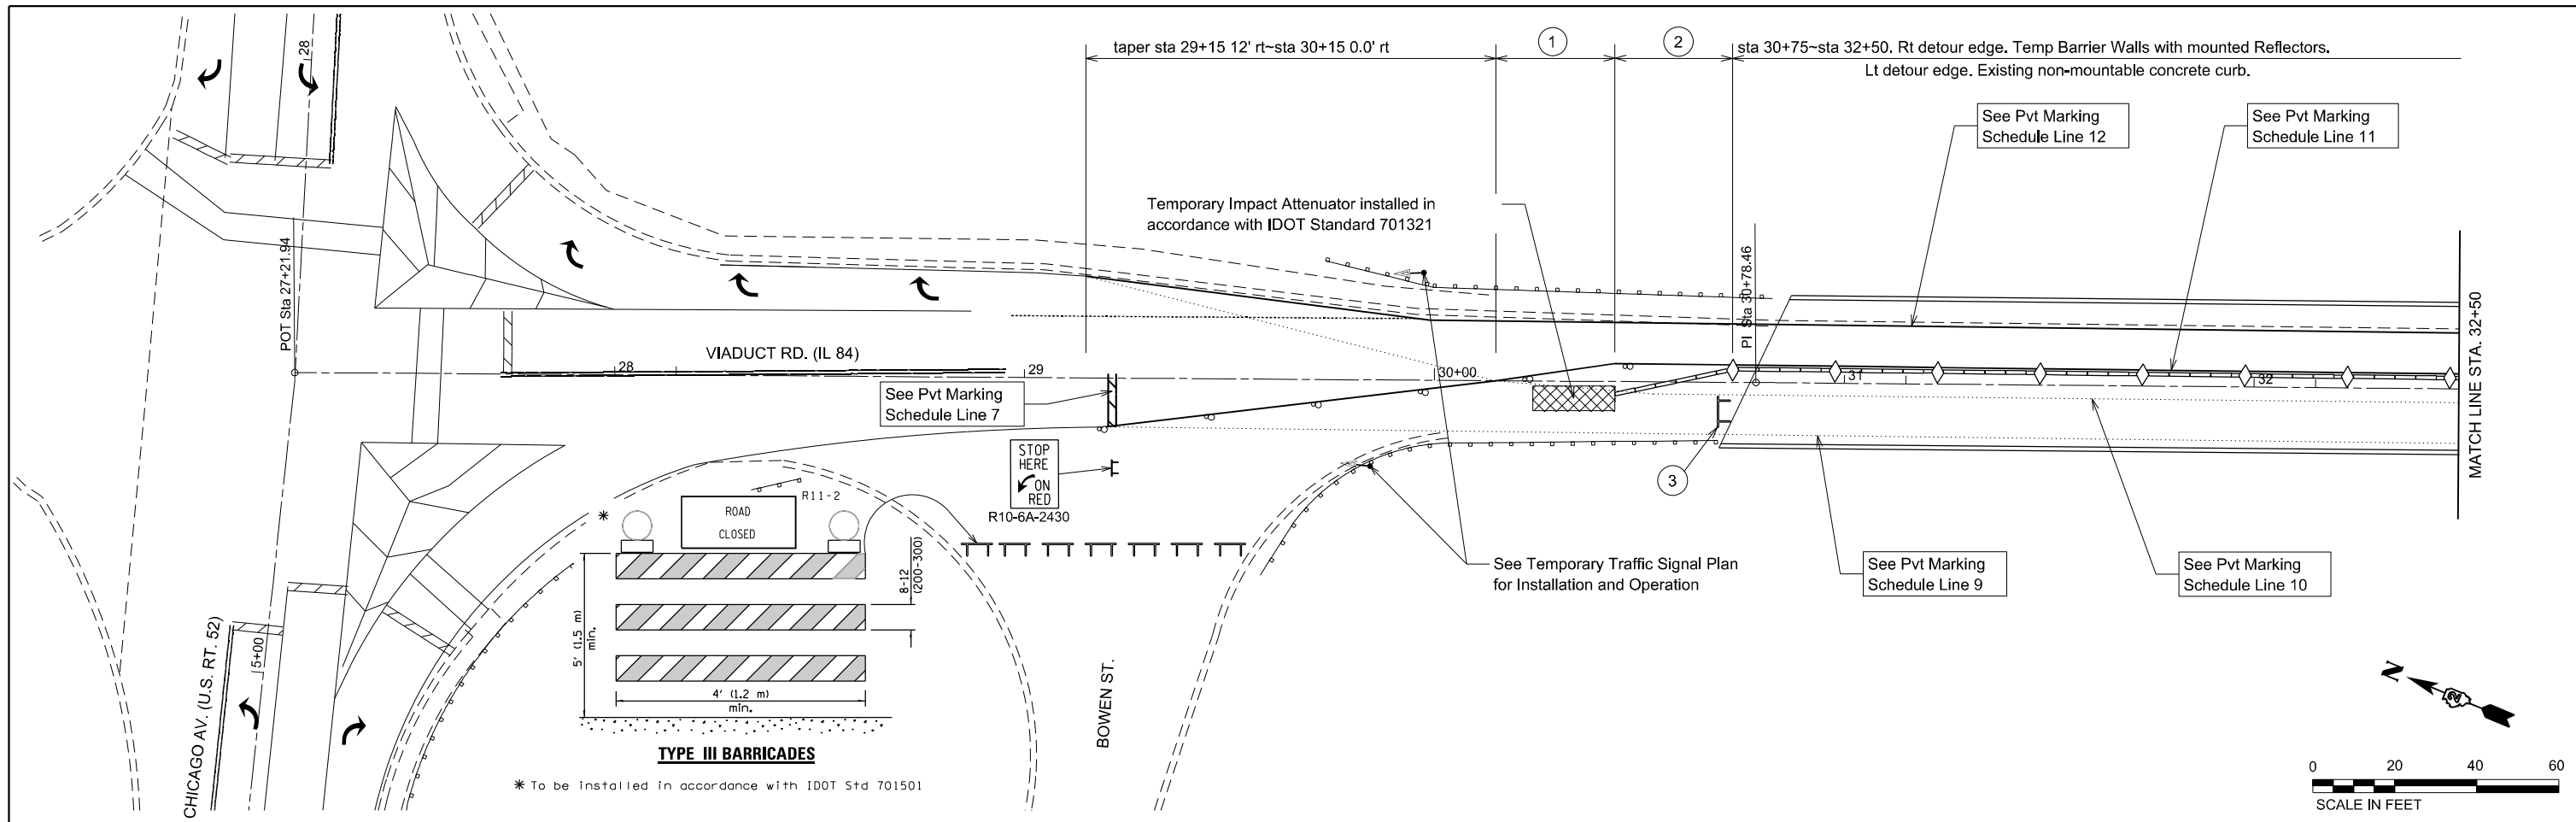 taper sta 29+15 12' rt~sta 30+15 0.0' rt
1
2
sta 30+75~sta 32+50. Rt detour edge. Temp Barrier Walls with mounted Reflectors.
Lt detour edge. Existing non-mountable concrete curb.
28
See Pvt Marking
Schedule Line 12
See Pvt Marking
Schedule Line 11
Temporary Impact Attenuator installed in
accordance with IDOT Standard 701321
POT Sta 27+21.94
PI Sta 30+78.46
MATCH LINE STA. 32+50
VIADUCT RD. (IL 84)
28
29
30+00
31
32
See Pvt Marking
Schedule Line 7
STOP
HERE
ON
RED
R10-6A-2430
3
R11-2
ROAD
CLOSED
8-12
(200-300)
5' (1.5 m)
min.
4' (1.2 m)
min.
TYPE III BARRICADES
* To be installed in accordance with IDOT Std 701501
See Temporary Traffic Signal Plan
for Installation and Operation
See Pvt Marking
Schedule Line 9
See Pvt Marking
Schedule Line 10
CHICAGO AV. (U.S. RT. 52)
5+00
BOWEN ST.
N
0 20 40 60
SCALE IN FEET